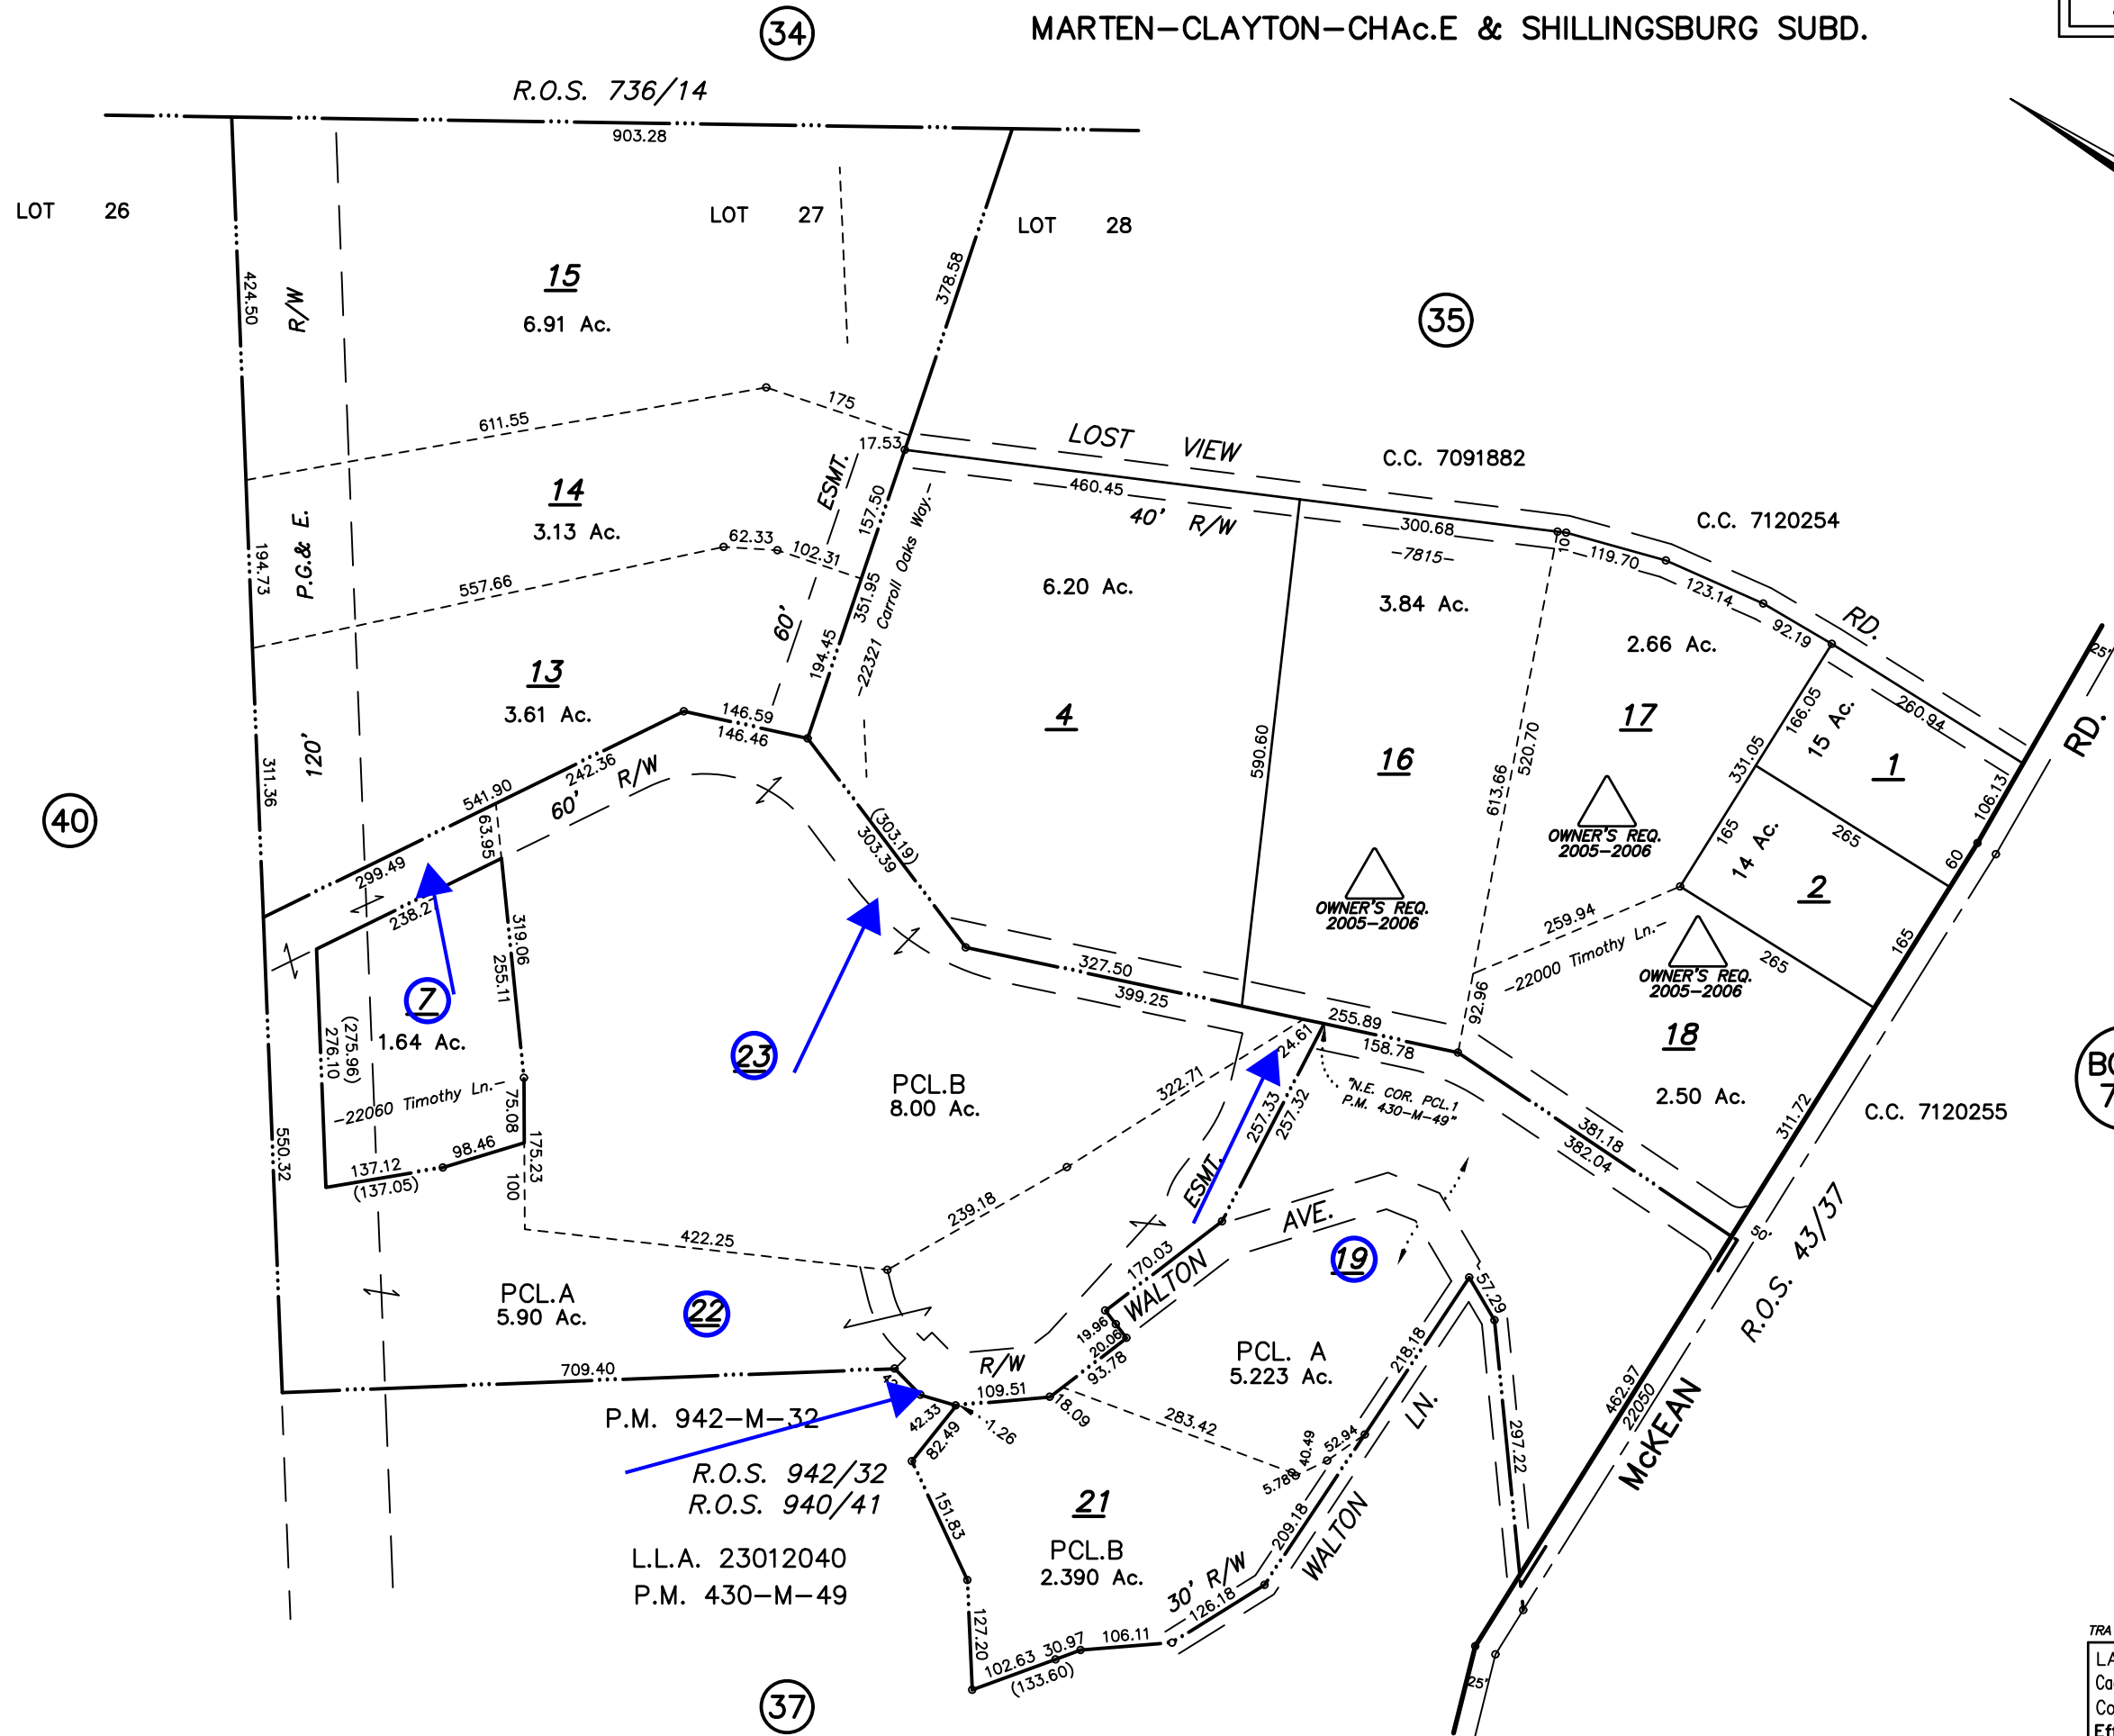 34
MARTEN-CLAYTON-CHAc.E & SHILLINGSBURG SUBD.
R.O.S. 736/14
903.28
LOT 26
LOT 27
LOT 28
424.50
R/W
15
6.91 Ac.
378.58
35
611.55
175
17.53
LOST VIEW
RD.
C.C. 7091882
460.45
40' R/W
300.68
-7815-
100
119.70
C.C. 7120254
123.14
92.19
14
3.13 Ac.
62.33
102.31
ESMT.
60'
157.50
351.95
194.45
-22321 Carroll Oaks Way.-
194.73
P.G.& E.
557.66
6.20 Ac.
3.84 Ac.
2.66 Ac.
13
3.61 Ac.
146.59
146.46
4
590.60
16
613.66
520.70
17
331.05
166.05
15 Ac.
260.94
1
106.13
RD.
25'
311.36
120'
541.90
242.36
60' R/W
63.95
299.49
40
(303.19)
303.39
OWNER'S REQ.
2005-2006
OWNER'S REQ.
2005-2006
165
14 Ac.
265
60
2
165
265
259.94
-22000 Timothy Ln.-
92.96
OWNER'S REQ.
2005-2006
18
2.50 Ac.
311.72
C.C. 7120255
319.06
255.11
7
1.64 Ac.
(275.96)
276.10
-22060 Timothy Ln.-
75.08
98.46
137.12
(137.05)
175.23
100
550.32
327.50
399.25
255.89
158.78
24.61
23
PCL.B
8.00 Ac.
322.71
257.33
257.32
"N.E. COR. PCL.1
P.M. 430-M-49"
381.18
382.04
ESMT.
239.18
422.25
PCL.A
5.90 Ac.
22
709.40
170.03
WALTON AVE.
19
50'
R.O.S. 43/37
19.96
20.06
93.78
57.29
PCL. A
5.223 Ac.
218.18
R/W
109.51
18.09
42.33
82.49
1.26
283.42
52.94
40.49
297.22
462.97
22050
McKEAN
P.M. 942-M-32
R.O.S. 942/32
R.O.S. 940/41
L.L.A. 23012040
P.M. 430-M-49
151.83
21
PCL.B
2.390 Ac.
209.18
WALTON LN.
30' R/W
126.18
127.20
102.63
30.97
(133.60)
106.11
25'
37
TRA